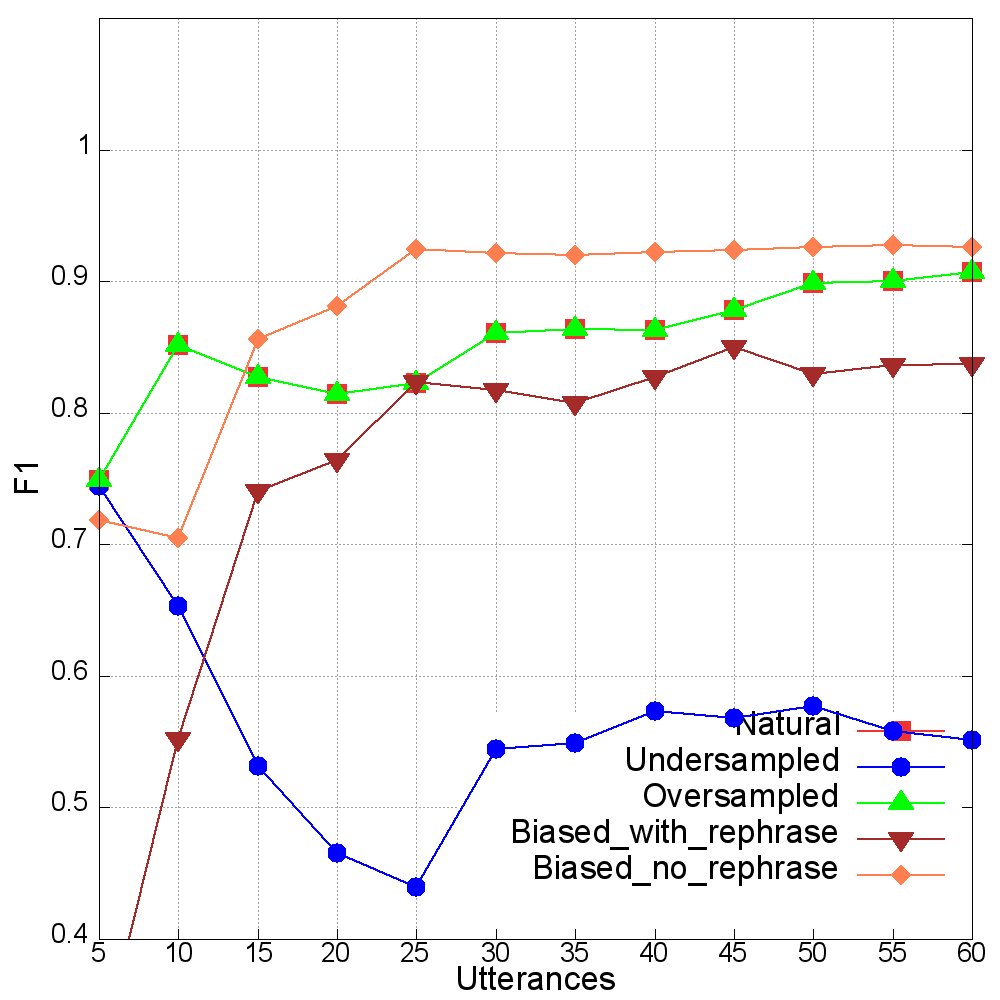 1
0.9
0.8
0.7
0.6
0.5
0.4
F1
5 10 15 20 25 30 35 40 45 50 55 60
Utterances
Natural
Undersampled
Oversampled
Biased_with_rephrase
Biased_no_rephrase